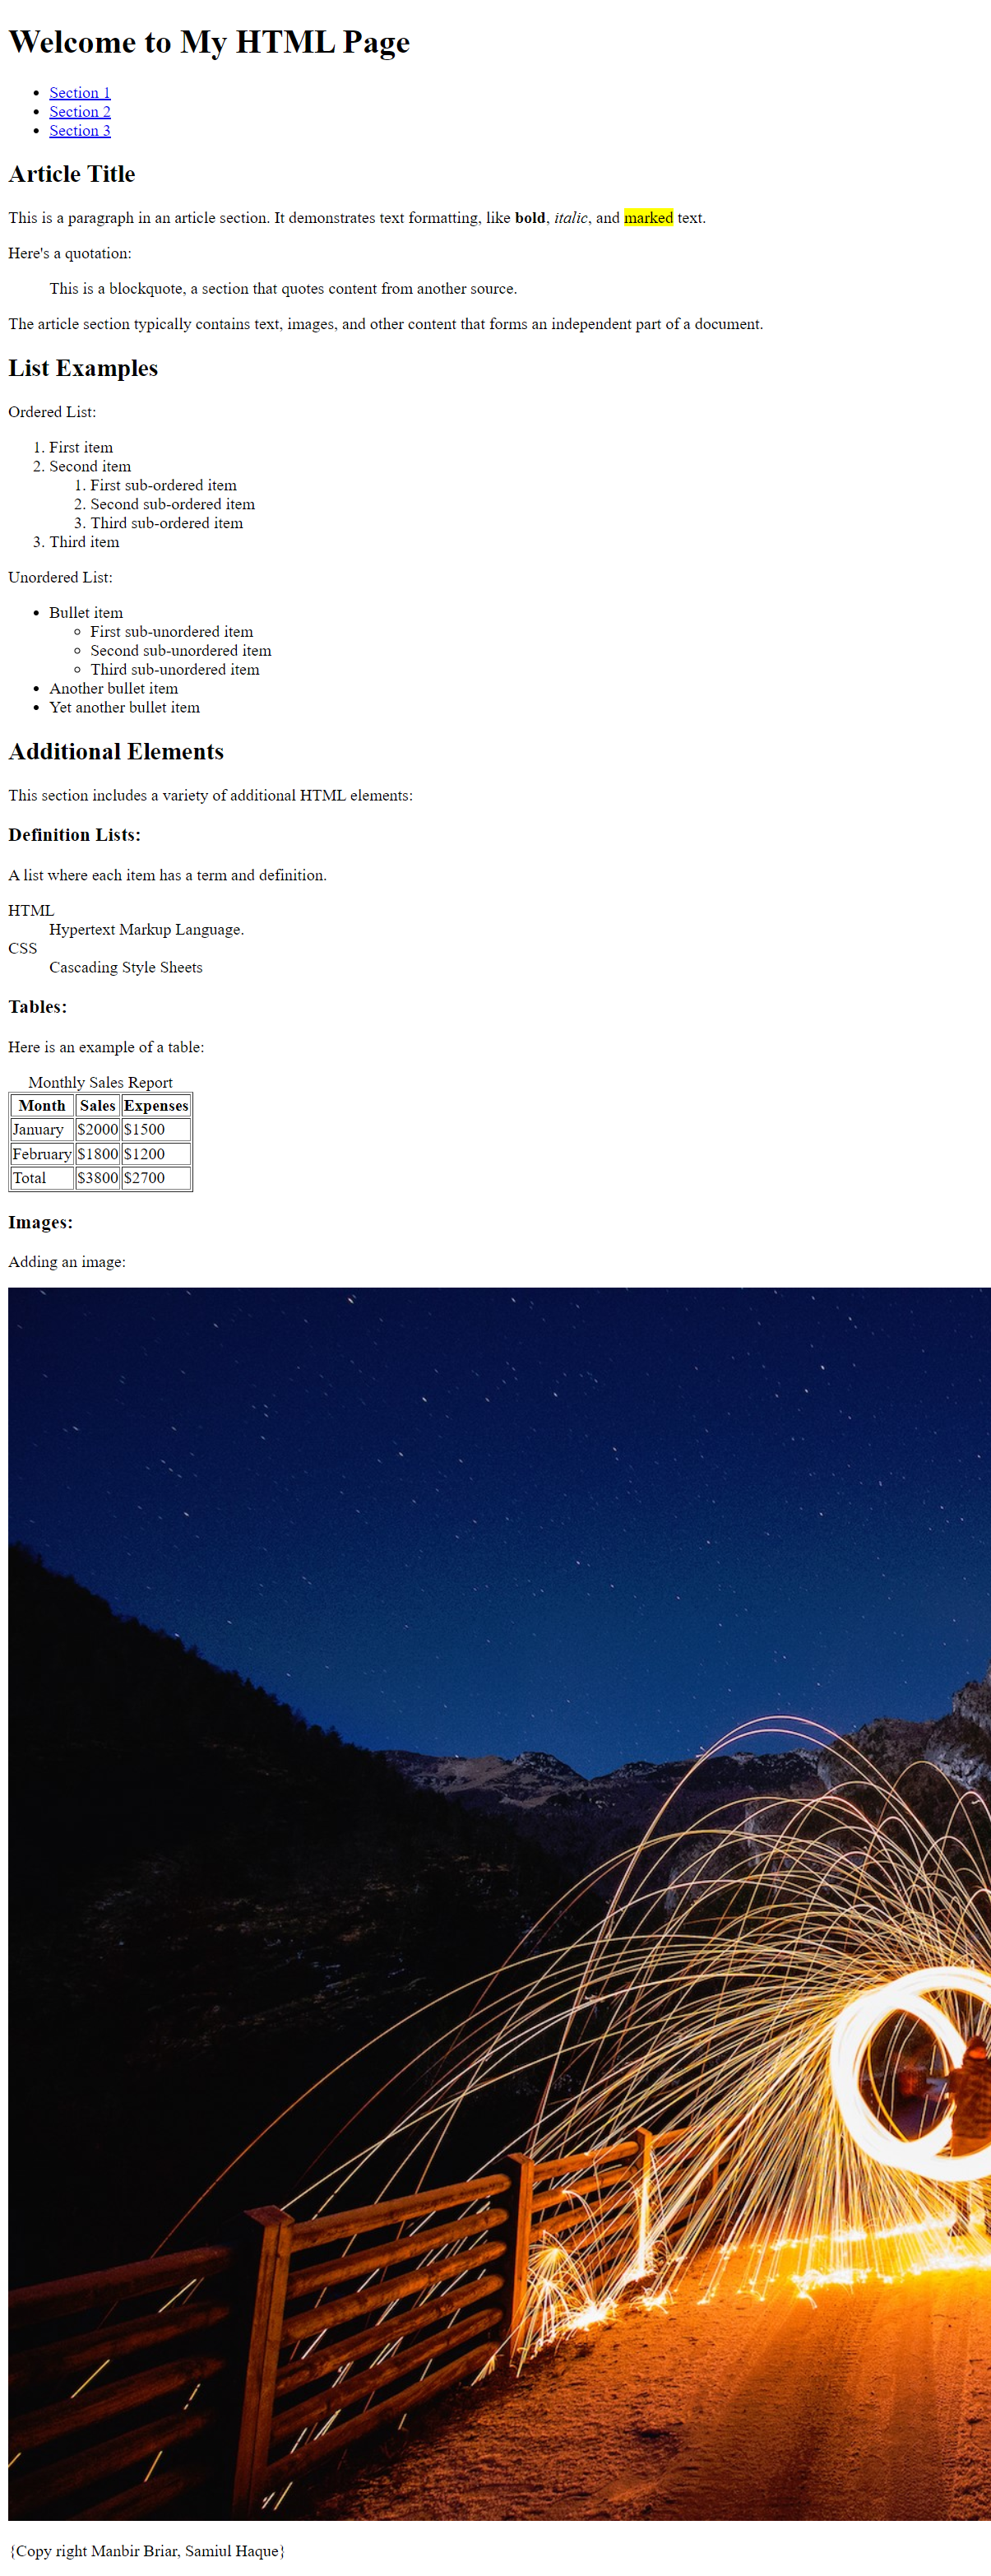 Welcome to My HTML Page
• Section 1
• Section 2
• Section 3
Article Title
This is a paragraph in an article section. It demonstrates text formatting, like bold, italic, and marked text.
Here's a quotation:
This is a blockquote, a section that quotes content from another source.
The article section typically contains text, images, and other content that forms an independent part of a document.
List Examples
Ordered List:
1. First item
2. Second item
1. First sub-ordered item
2. Second sub-ordered item
3. Third sub-ordered item
3. Third item
Unordered List:
• Bullet item
◦ First sub-unordered item
◦ Second sub-unordered item
◦ Third sub-unordered item
• Another bullet item
• Yet another bullet item
Additional Elements
This section includes a variety of additional HTML elements:
Definition Lists:
A list where each item has a term and definition.
HTML
Hypertext Markup Language.
CSS
Cascading Style Sheets
Tables:
Here is an example of a table:
Monthly Sales Report
Month Sales Expenses
January $2000 $1500
February $1800 $1200
Total $3800 $2700
Images:
Adding an image:
{Copy right Manbir Briar, Samiul Haque}